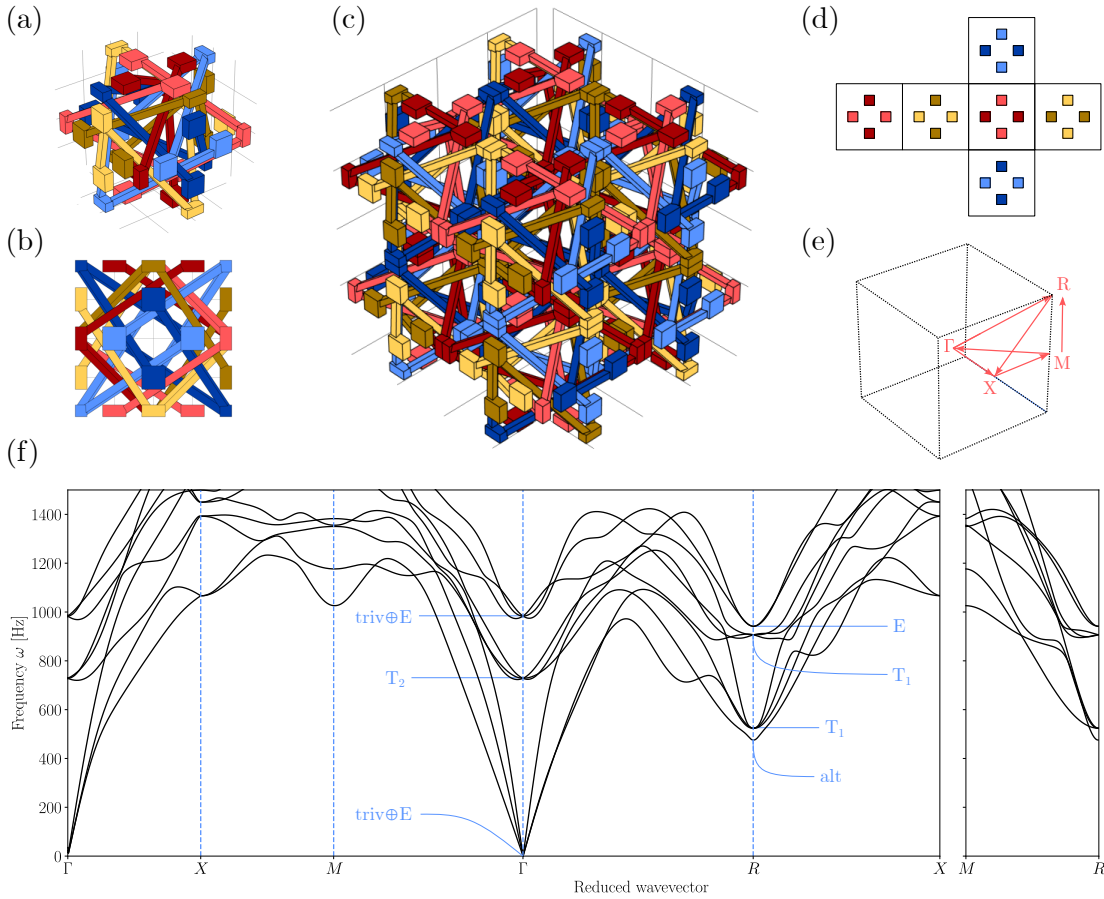 (a)
(c)
(d)
(b)
(e)
R
Γ
M
X
(f)
1400
1200
1000
800
600
400
200
0
Frequency ω [Hz]
triv⊕E
T₂
triv⊕E
E
T₁
T₁
alt
Γ
X
M
Γ
R
X
M
R
Reduced wavevector